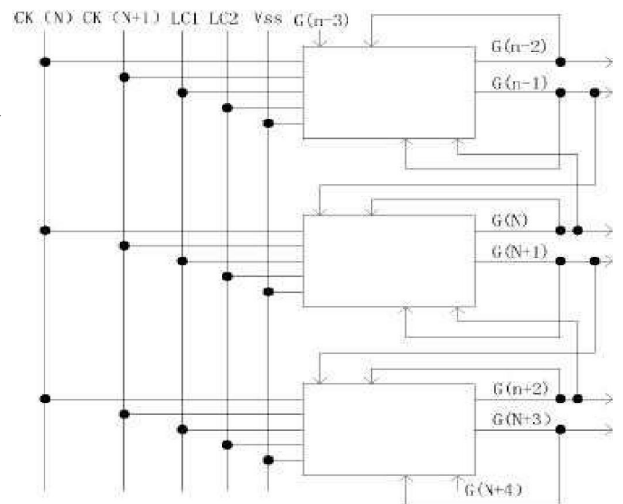 CK (N) CK (N+1) LC1 LC2 Vss G(n-3)
G(n-2)
G(n-1)
G(N)
G(N+1)
G(n+2)
G(N+3)
G(N+4)